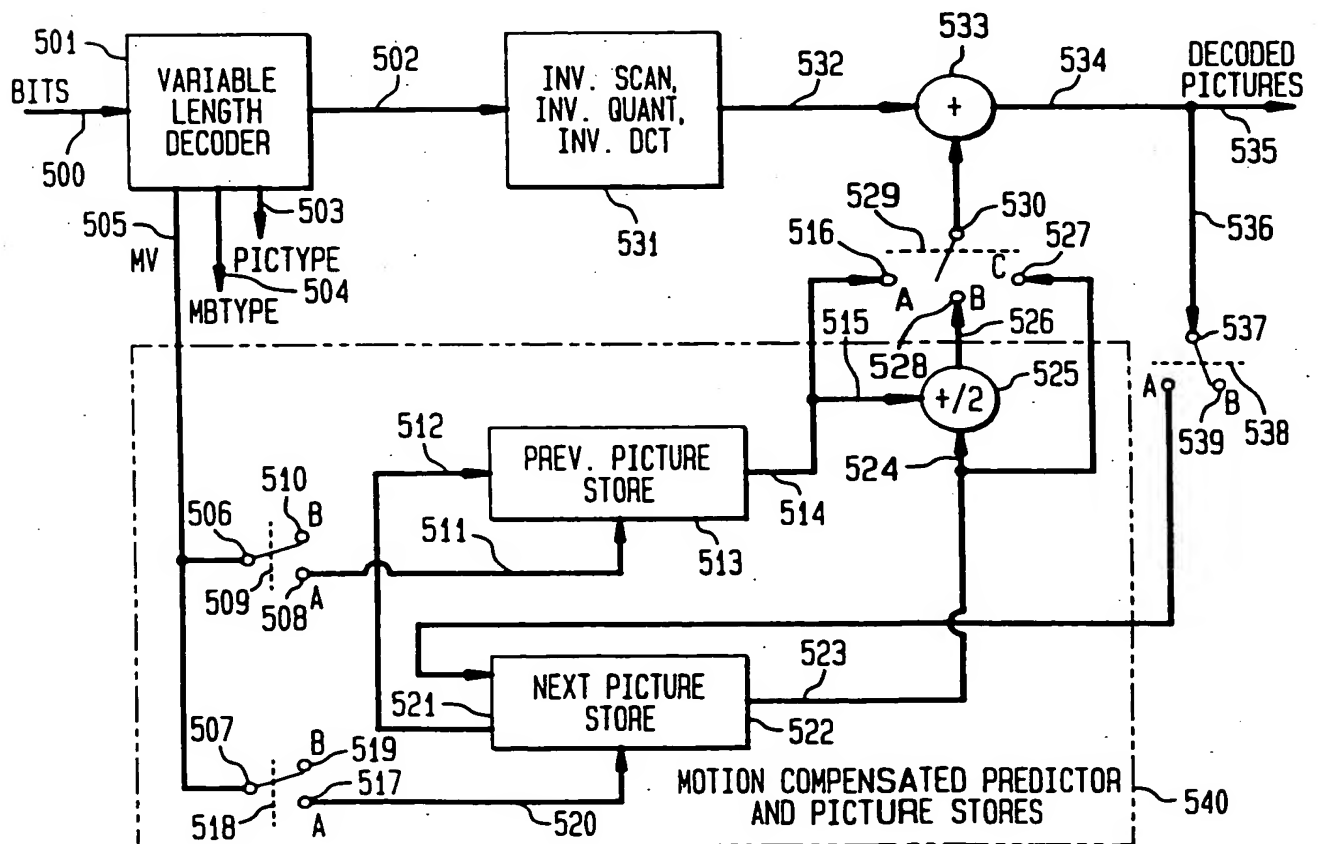 501
BITS
500
VARIABLE
LENGTH
DECODER
502
INV. SCAN,
INV. QUANT,
INV. DCT
531
532
533
+
534
DECODED
PICTURES
535
505
MV
503
PICTYPE
504
MBTYPE
529
530
516
527
A
B
C
536
515
528
526
537
A
B
538
539
+/2
525
524
512
PREV. PICTURE
STORE
513
514
510
506
B
509
508
A
511
523
NEXT PICTURE
STORE
521
522
507
B
519
517
518
A
520
MOTION COMPENSATED PREDICTOR
AND PICTURE STORES
540